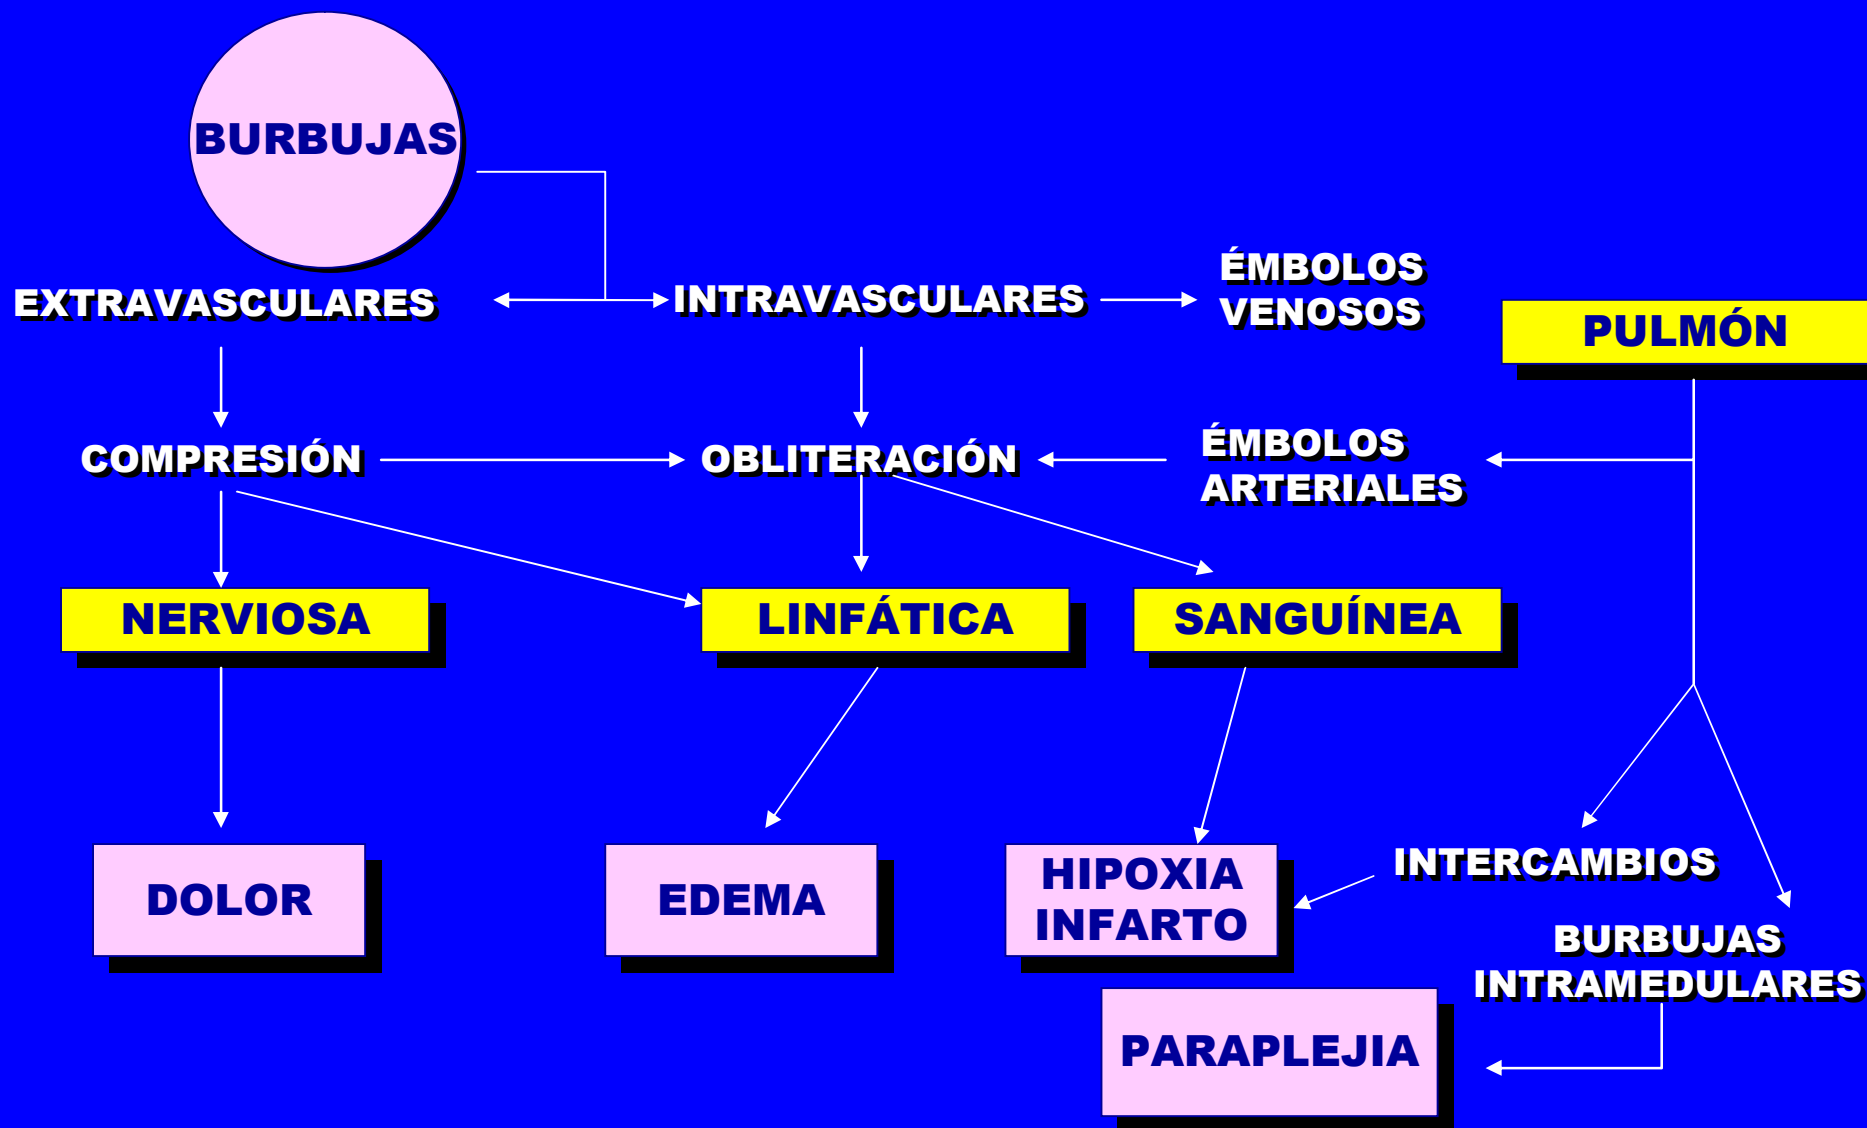 BURBUJAS
EXTRAVASCULARES
INTRAVASCULARES
ÉMBOLOS
VENOSOS
PULMÓN
COMPRESIÓN
OBLITERACIÓN
ÉMBOLOS
ARTERIALES
NERVIOSA
LINFÁTICA
SANGUÍNEA
DOLOR
EDEMA
HIPOXIA
INFARTO
INTERCAMBIOS
BURBUJAS
INTRAMEDULARES
PARAPLEJIA